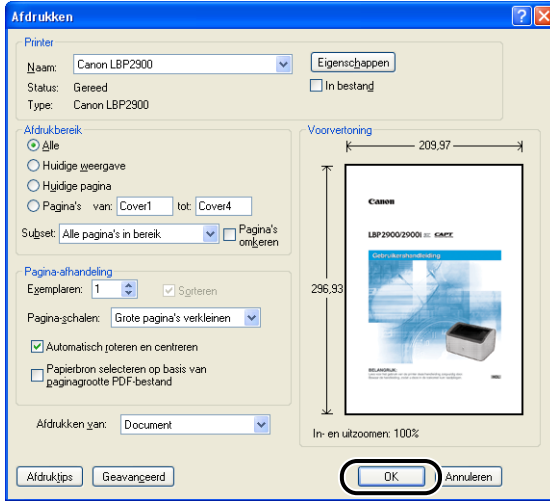 Afdrukken
Printer
Naam: Canon LBP2900 Eigenschappen
Status: Gereed In bestand
Type: Canon LBP2900
Afdrukbereik
Alle
Huidige weergave
Huidige pagina
Pagina's van: Cover1 tot: Cover4
Subset: Alle pagina's in bereik Pagina's omkeren
Pagina-afhandeling
Exemplaren: 1 Sorteren
Pagina-schalen: Grote pagina's verkleinen
Automatisch roteren en centreren
Papierbron selecteren op basis van
paginagrootte PDF-bestand
Afdrukken van: Document
Voorvertoning
209,97
296,93
Canon
LBP2900/2900i CAPT
Gebruikershandleiding
BELANGRIJK:
In- en uitzoomen: 100%
Afdruktips Geavanceerd OK Annuleren